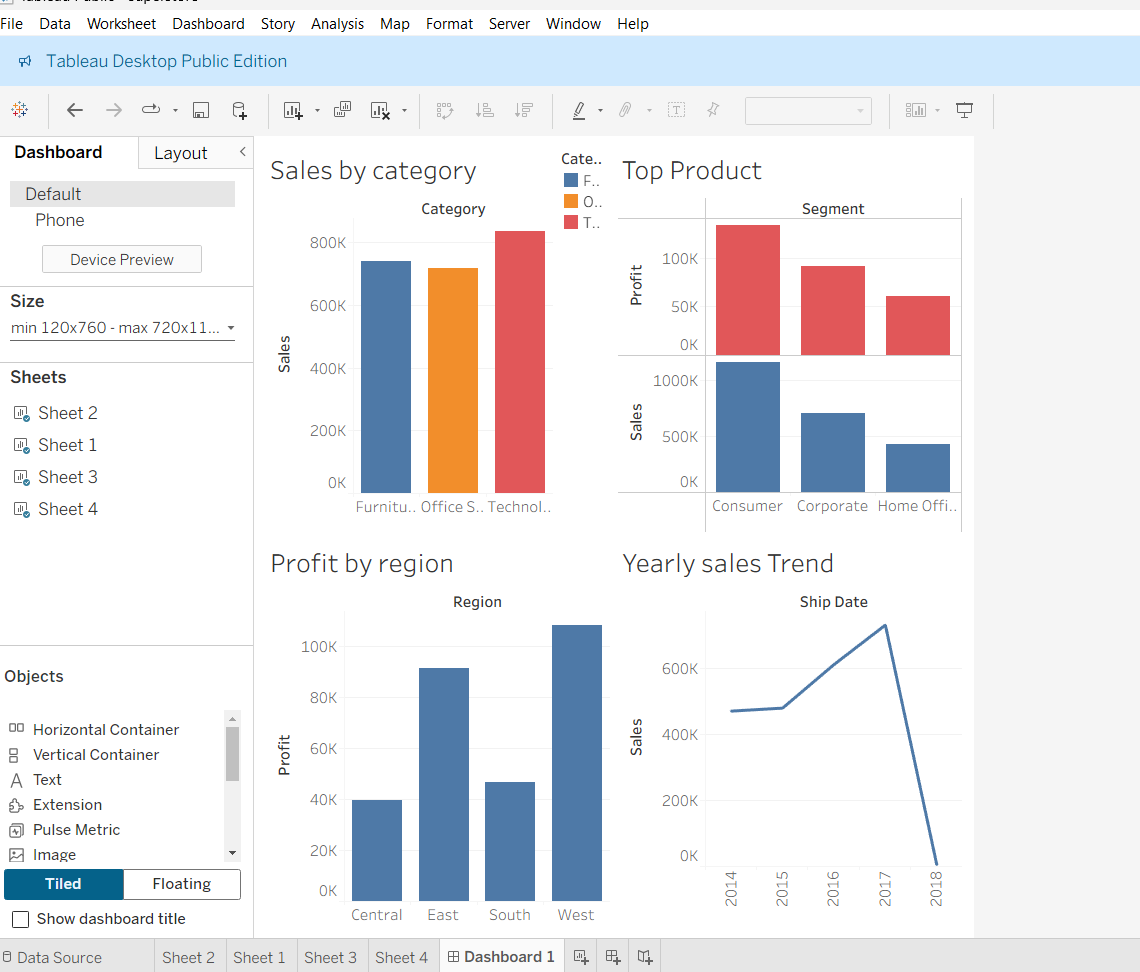 File Data Worksheet Dashboard Story Analysis Map Format Server Window Help
Tableau Desktop Public Edition
Dashboard
Layout
Default
Phone
Device Preview
Size
min 120x760 - max 720x11...
Sheets
Sheet 2
Sheet 1
Sheet 3
Sheet 4
Objects
Horizontal Container
Vertical Container
Text
Extension
Pulse Metric
Image
Tiled
Floating
Show dashboard title
Sales by category
Category
Sales
800K
600K
400K
200K
0K
Furnitu.. Office S.. Technol..
Cate..
F..
O..
T..
Top Product
Segment
Profit
100K
50K
0K
Sales
1000K
500K
0K
Consumer Corporate Home Offi..
Profit by region
Region
Profit
100K
80K
60K
40K
20K
0K
Central East South West
Yearly sales Trend
Ship Date
Sales
600K
400K
200K
0K
2014 2015 2016 2017 2018
Data Source Sheet 2 Sheet 1 Sheet 3 Sheet 4 Dashboard 1